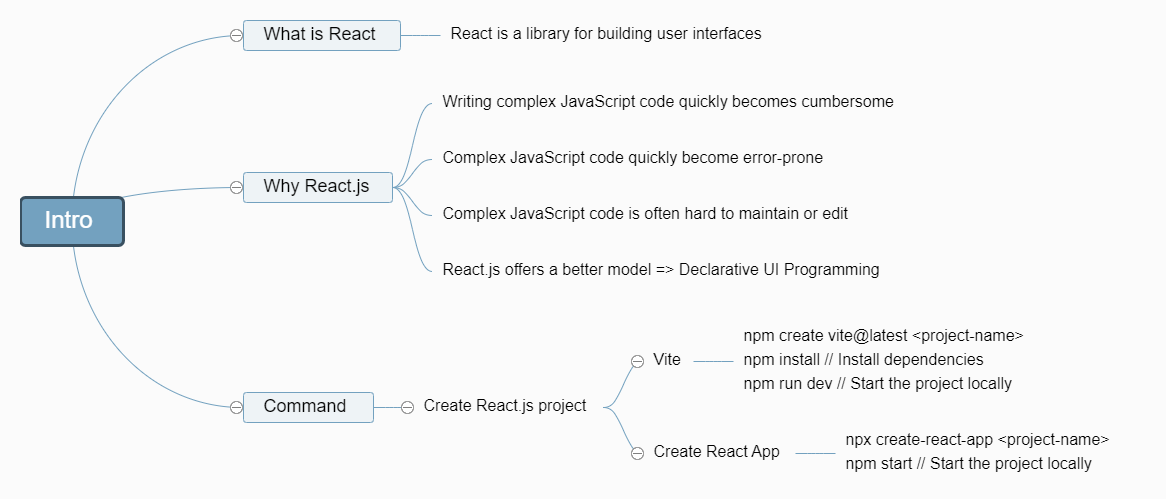 Intro
What is React
React is a library for building user interfaces
Why React.js
Writing complex JavaScript code quickly becomes cumbersome
Complex JavaScript code quickly become error-prone
Complex JavaScript code is often hard to maintain or edit
React.js offers a better model => Declarative UI Programming
Command
Create React.js project
Vite
npm create vite@latest <project-name>
npm install // Install dependencies
npm run dev // Start the project locally
Create React App
npx create-react-app <project-name>
npm start // Start the project locally